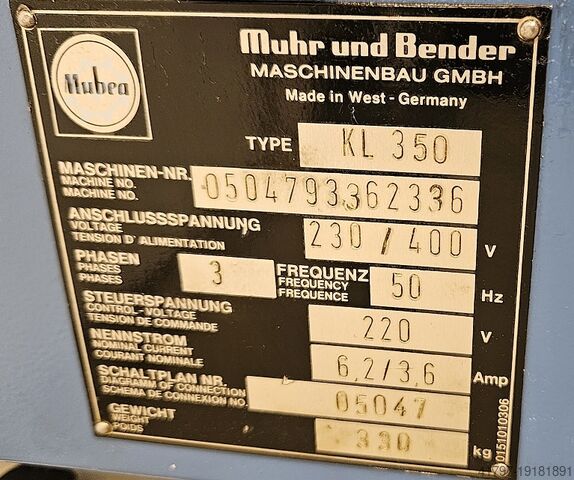 Mubea
Muhr und Bender
MASCHINENBAU GMBH
Made in West - Germany
TYPE KL 350
MASCHINEN-NR. 0504793362336
MACHINE NO.
MACHINE NO.
ANSCHLUSSSPANNUNG 230 / 400 V
VOLTAGE
TENSION D' ALIMENTATION
PHASEN 3 FREQUENZ 50 Hz
PHASES FREQUENCY
PHASES FREQUENCE
STEUERSPANNUNG 220 V
CONTROL - VOLTAGE
TENSION DE COMMANDE
NENNSTROM 6,2/3,6 Amp
NOMINAL CURRENT
COURANT NOMINALE
SCHALTPLAN NR. 05047
DIAGRAMM OF CONNECTION
SCHEMA DE CONNEXION NO.
GEWICHT 330 kg
WEIGHT
POIDS
0151010306